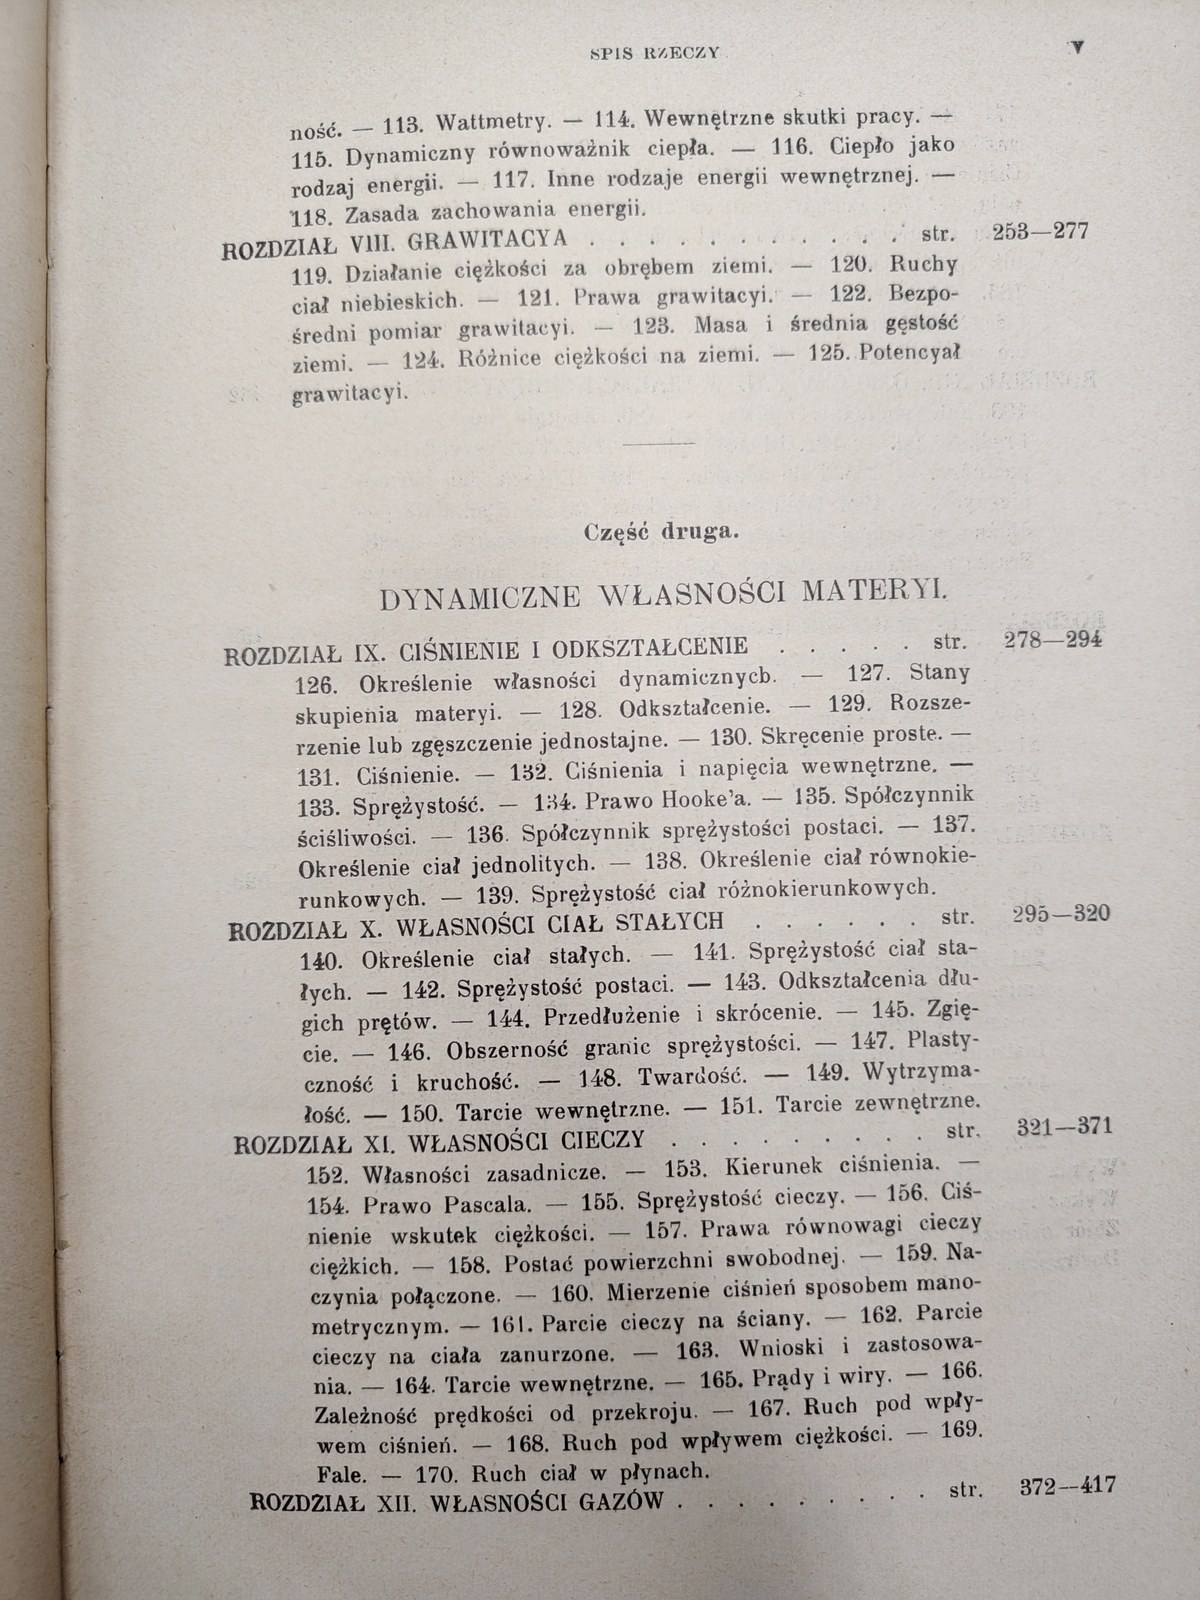 SPIS RZECZY V
ność. — 113. Wattmetry. — 114. Wewnętrzne skutki pracy. —
115. Dynamiczny równoważnik ciepła. — 116. Ciepło jako
rodzaj energii. — 117. Inne rodzaje energii wewnętrznej. —
118. Zasada zachowania energii.
ROZDZIAŁ VIII. GRAWITACYA . . . . . . . . . . . str. 253—277
119. Działanie ciężkości za obrębem ziemi. — 120. Ruchy
ciał niebieskich. — 121. Prawa grawitacyi. — 122. Bezpo-
średni pomiar grawitacyi. — 123. Masa i średnia gęstość
ziemi. — 124. Różnice ciężkości na ziemi. — 125. Potencyał
grawitacyi.
Część druga.
DYNAMICZNE WŁASNOŚCI MATERYI.
ROZDZIAŁ IX. CIŚNIENIE I ODKSZTAŁCENIE . . . . . str. 278—294
126. Określenie własności dynamicznych. — 127. Stany
skupienia materyi. — 128. Odkształcenie. — 129. Rozsze-
rzenie lub zgęszczenie jednostajne. — 130. Skręcenie proste. —
131. Ciśnienie. — 132. Ciśnienia i napięcia wewnętrzne. —
133. Sprężystość. — 134. Prawo Hooke'a. — 135. Spółczynnik
ściśliwości. — 136. Spółczynnik sprężystości postaci. — 137.
Określenie ciał jednolitych. — 138. Określenie ciał równokie-
runkowych. — 139. Sprężystość ciał różnokierunkowych.
ROZDZIAŁ X. WŁASNOŚCI CIAŁ STAŁYCH . . . . . . str. 295—320
140. Określenie ciał stałych. — 141. Sprężystość ciał sta-
łych. — 142. Sprężystość postaci. — 143. Odkształcenia dłu-
gich prętów. — 144. Przedłużenie i skrócenie. — 145. Zgię-
cie. — 146. Obszerność granic sprężystości. — 147. Plasty-
czność i kruchość. — 148. Twardość. — 149. Wytrzyma-
łość. — 150. Tarcie wewnętrzne. — 151. Tarcie zewnętrzne.
ROZDZIAŁ XI. WŁASNOŚCI CIECZY . . . . . . . . . str. 321—371
152. Własności zasadnicze. — 153. Kierunek ciśnienia. —
154. Prawo Pascala. — 155. Sprężystość cieczy. — 156. Ciś-
nienie wskutek ciężkości. — 157. Prawa równowagi cieczy
ciężkich. — 158. Postać powierzchni swobodnej. — 159. Na-
czynia połączone. — 160. Mierzenie ciśnień sposobem mano-
metrycznym. — 161. Parcie cieczy na ściany. — 162. Parcie
cieczy na ciała zanurzone. — 163. Wnioski i zastosowa-
nia. — 164. Tarcie wewnętrzne. — 165. Prądy i wiry. — 166.
Zależność prędkości od przekroju. — 167. Ruch pod wpły-
wem ciśnień. — 168. Ruch pod wpływem ciężkości. — 169.
Fale. — 170. Ruch ciał w płynach.
ROZDZIAŁ XII. WŁASNOŚCI GAZÓW . . . . . . . . . str. 372—417